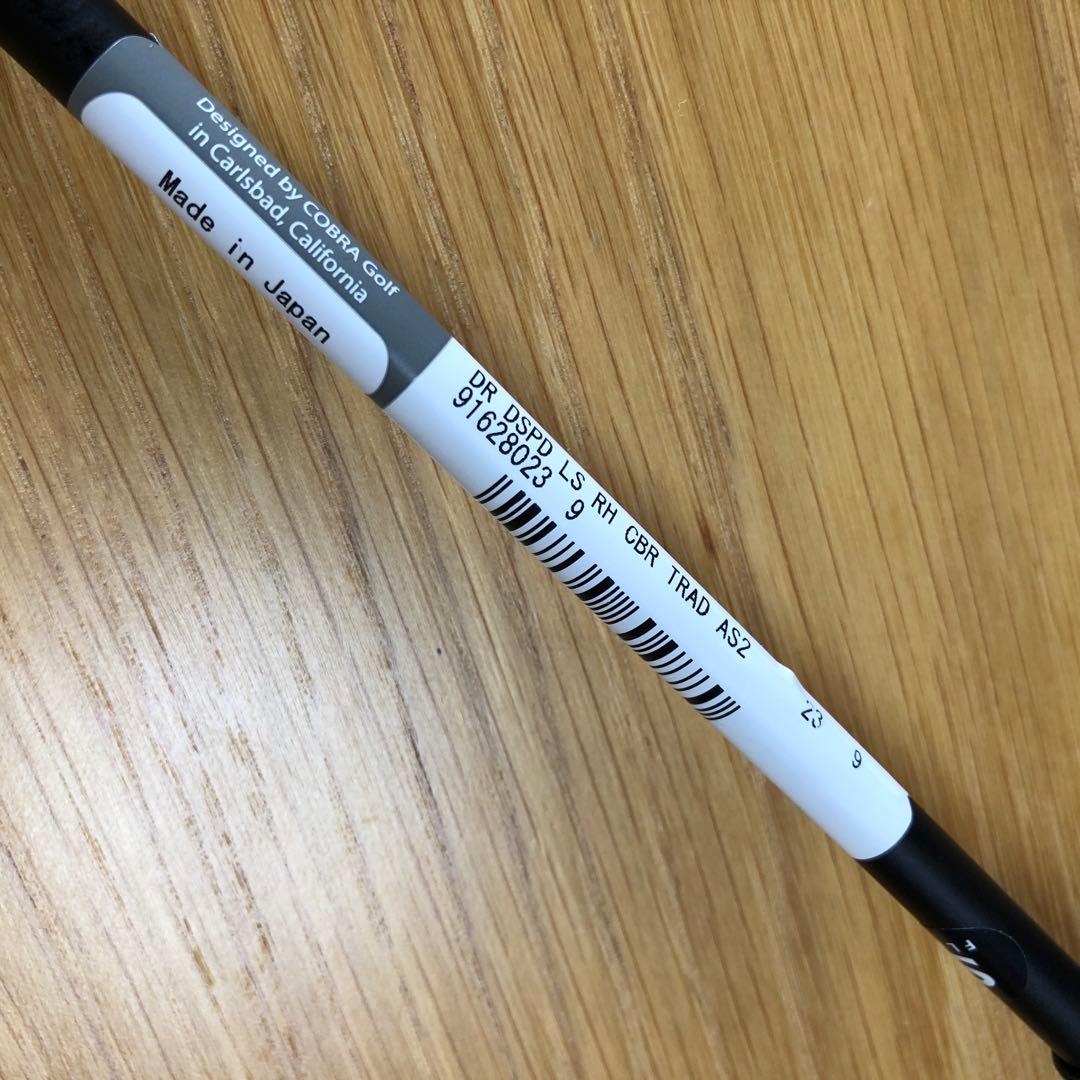 Designed by COBRA Golf
in Carlsbad, California
Made in Japan
DR DSPD LS RH CBR TRAD AS2
91628023 9
23 9